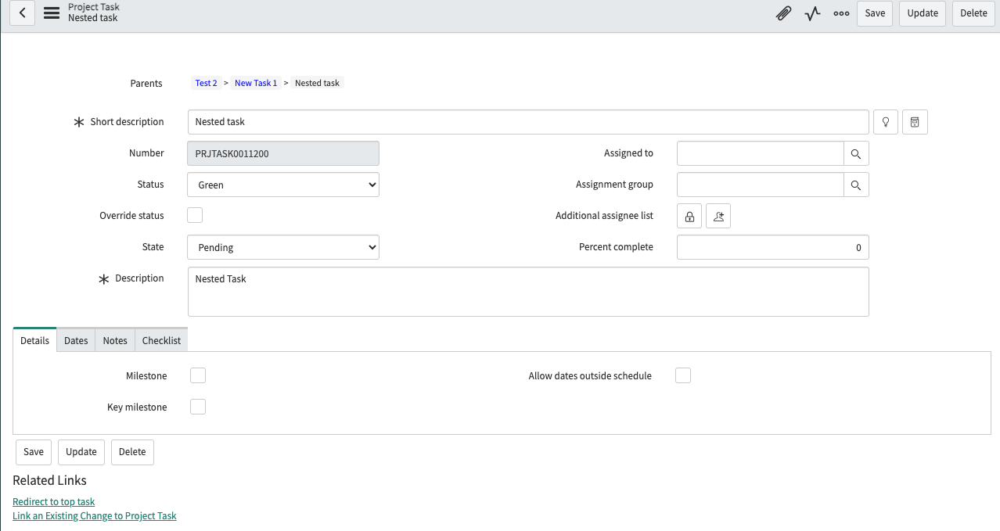 Project Task
Nested task
Save Update Delete
Parents Test 2 > New Task 1 > Nested task
Short description Nested task
Number PRJTASK0011200 Assigned to
Status Green Assignment group
Override status Additional assignee list
State Pending Percent complete 0
Description Nested Task
Details Dates Notes Checklist
Milestone Allow dates outside schedule
Key milestone
Save Update Delete
Related Links
Redirect to top task
Link an Existing Change to Project Task